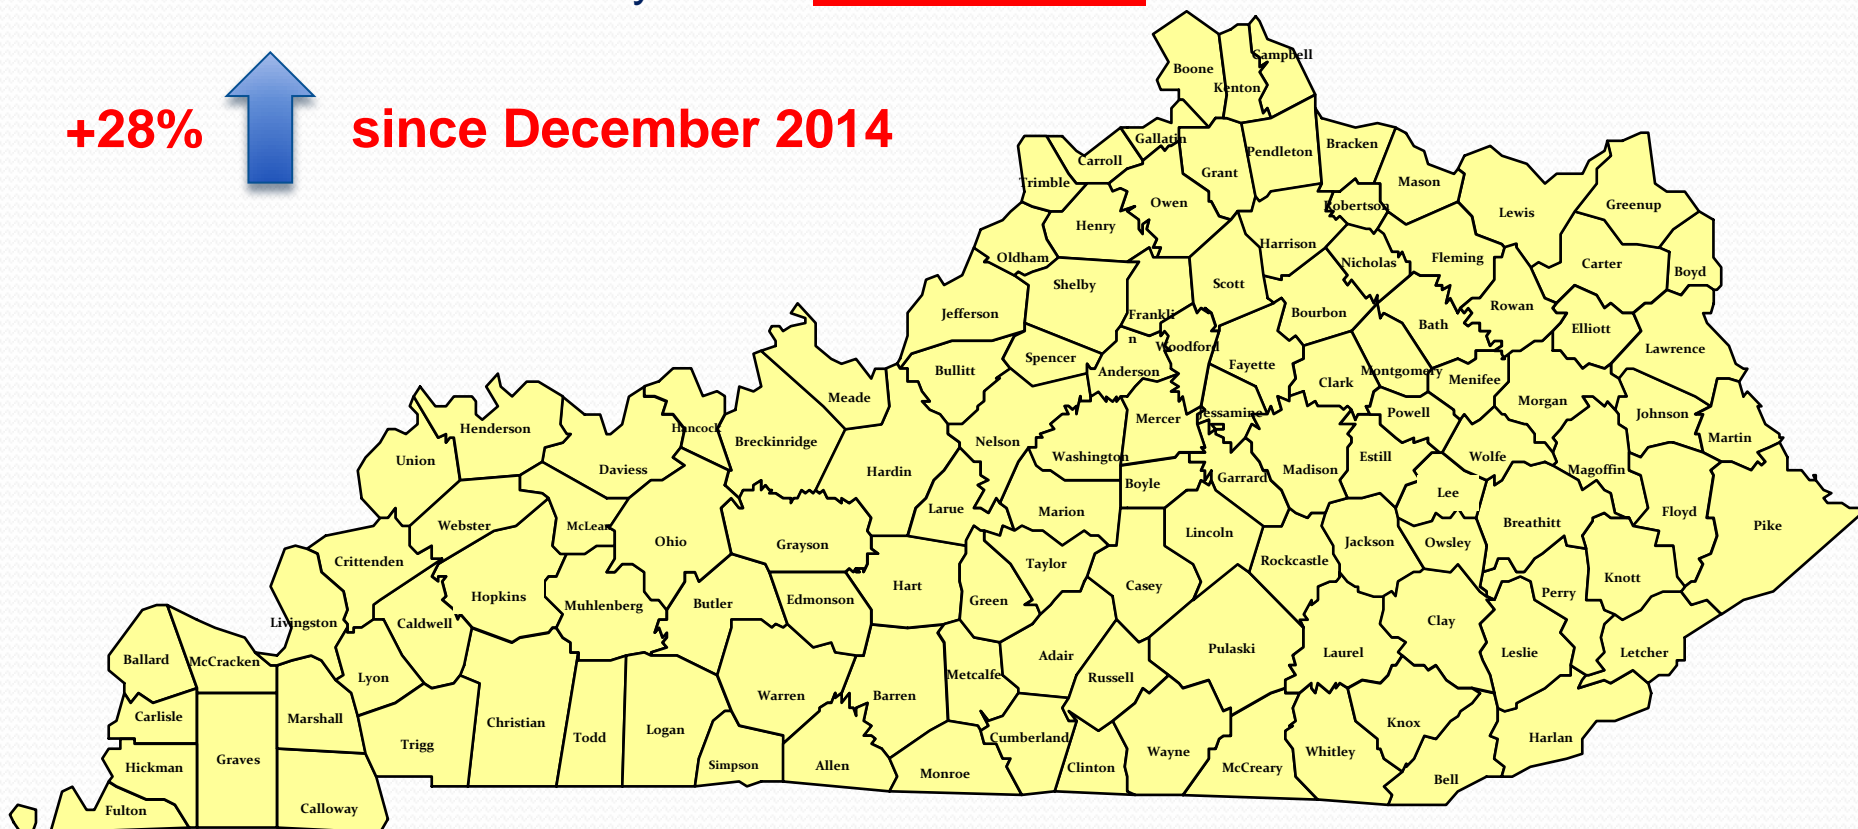 Campbell
Boone
Kenton
+28%
since December 2014
Gallatin
Carroll
Pendleton
Bracken
Grant
Trimble
Mason
Owen
Robertson
Lewis
Greenup
Henry
Harrison
Oldham
Nicholas
Fleming
Carter
Boyd
Shelby
Scott
Jefferson
Frankli
n
Bourbon
Rowan
Bath
Elliott
Woodford
Lawrence
Spencer
Fayette
Bullitt
Anderson
Clark
Montgomery
Menifee
Meade
Morgan
Jessamine
Powell
Johnson
Mercer
Henderson
Hancock
Breckinridge
Nelson
Martin
Union
Daviess
Hardin
Washington
Madison
Estill
Wolfe
Magoffin
Boyle
Garrard
Lee
Larue
Marion
Floyd
Webster
McLean
Breathitt
Pike
Ohio
Grayson
Lincoln
Jackson
Owsley
Crittenden
Taylor
Rockcastle
Hart
Casey
Knott
Hopkins
Muhlenberg
Butler
Edmonson
Green
Perry
Livingston
Caldwell
Clay
Ballard
McCracken
Adair
Pulaski
Laurel
Leslie
Letcher
Lyon
Metcalfe
Russell
Warren
Barren
Carlisle
Marshall
Christian
Todd
Logan
Knox
Trigg
Cumberland
Wayne
Whitley
Harlan
Graves
Hickman
Simpson
Allen
Monroe
Clinton
McCreary
Bell
Fulton
Calloway